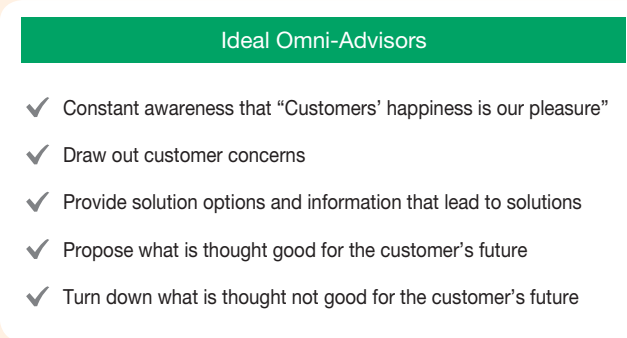 Ideal Omni-Advisors
Constant awareness that “Customers’ happiness is our pleasure”
Draw out customer concerns
Provide solution options and information that lead to solutions
Propose what is thought good for the customer’s future
Turn down what is thought not good for the customer’s future